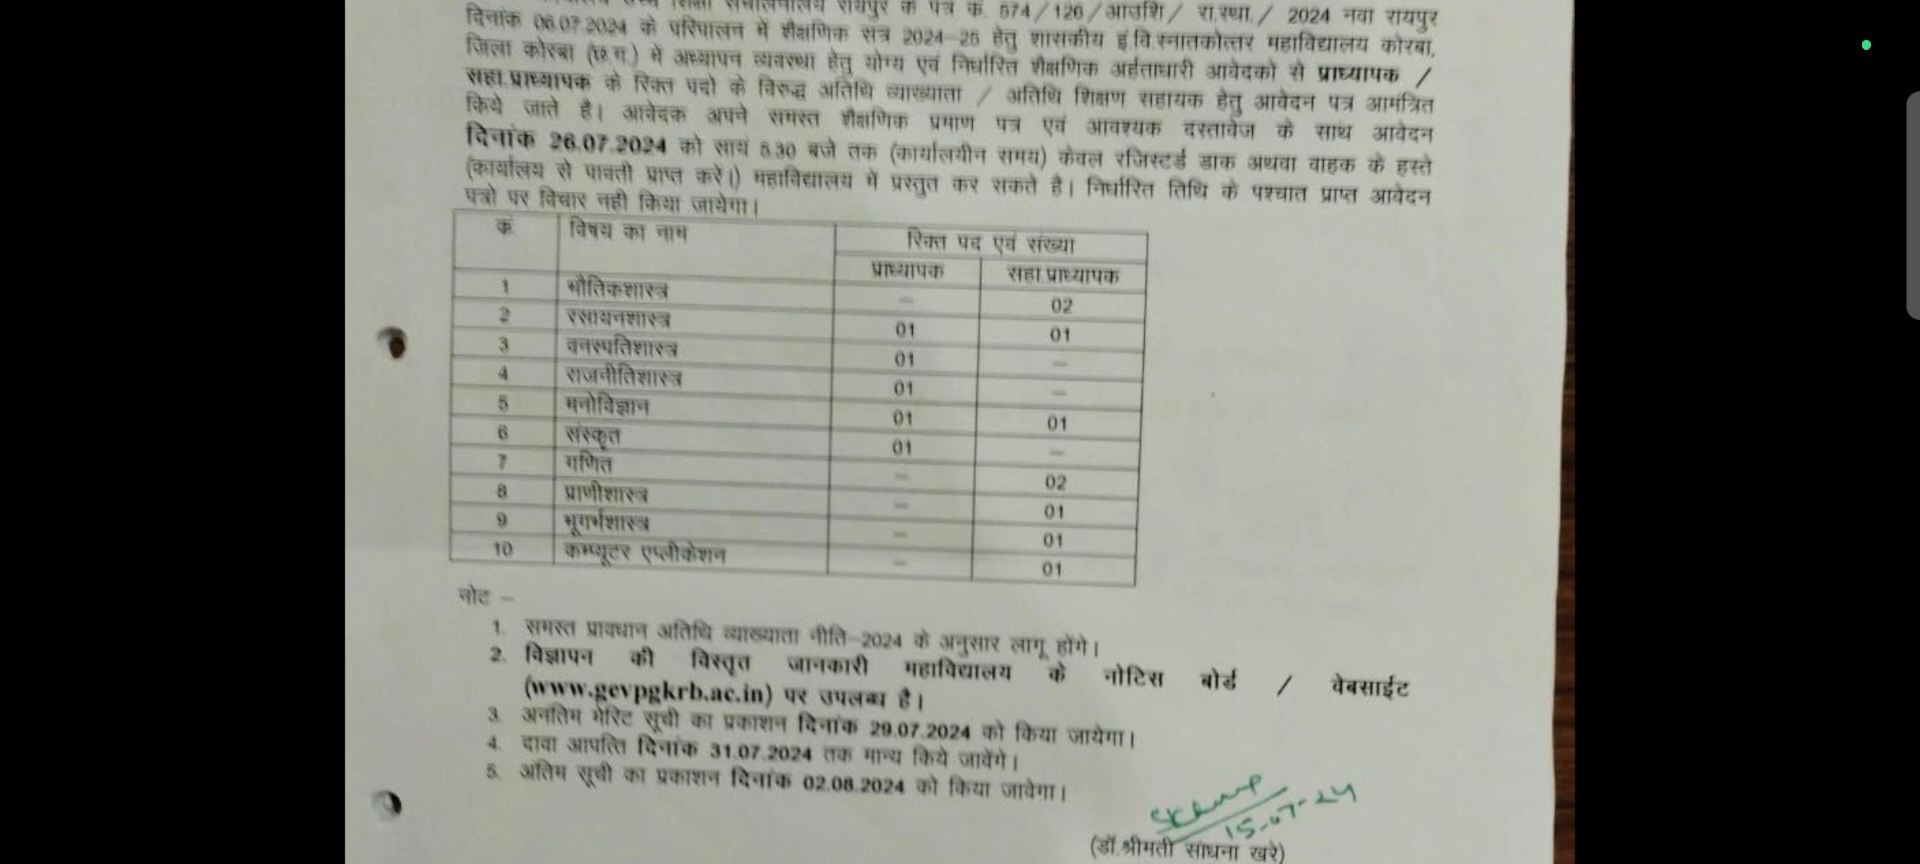 शिक्षा संचालनालय रायपुर के पत्र क. 574/126/आउशि/ रा.स्था./ 2024 नवा रायपुर
दिनांक 06.07.2024 के परिपालन में शैक्षणिक सत्र 2024-25 हेतु शासकीय इं.वि.स्नातकोत्तर महाविद्यालय कोरबा,
जिला कोरबा (छ.ग.) में अध्यापन व्यवस्था हेतु योग्य एवं निर्धारित शैक्षणिक अर्हताधारी आवेदको से प्राध्यापक /
सहा.प्राध्यापक के रिक्त पदो के विरुद्ध अतिथि व्याख्याता / अतिथि शिक्षण सहायक हेतु आवेदन पत्र आमंत्रित
किये जाते है। आवेदक अपने समस्त शैक्षणिक प्रमाण पत्र एवं आवश्यक दस्तावेज के साथ आवेदन
दिनांक 26.07.2024 को सायं 5.30 बजे तक (कार्यालयीन समय) केवल रजिस्टर्ड डाक अथवा वाहक के हस्ते
(कार्यालय से पावती प्राप्त करें।) महाविद्यालय में प्रस्तुत कर सकते है। निर्धारित तिथि के पश्चात प्राप्त आवेदन
पत्रो पर विचार नही किया जायेगा।
क. विषय का नाम रिक्त पद एवं संख्या
प्राध्यापक सहा.प्राध्यापक
1 भौतिकशास्त्र – 02
2 रसायनशास्त्र 01 01
3 वनस्पतिशास्त्र 01 –
4 राजनीतिशास्त्र 01 –
5 मनोविज्ञान 01 01
6 संस्कृत 01 –
7 गणित – 02
8 प्राणीशास्त्र – 01
9 भूगर्भशास्त्र – 01
10 कम्प्यूटर एप्लीकेशन – 01
नोट –
1. समस्त प्रावधान अतिथि व्याख्याता नीति–2024 के अनुसार लागू होंगे।
2. विज्ञापन की विस्तृत जानकारी महाविद्यालय के नोटिस बोर्ड / वेबसाईट
(www.gevpgkrb.ac.in) पर उपलब्ध है।
3. अनंतिम मेरिट सूची का प्रकाशन दिनांक 29.07.2024 को किया जायेगा।
4. दावा आपत्ति दिनांक 31.07.2024 तक मान्य किये जावेंगे।
5. अंतिम सूची का प्रकाशन दिनांक 02.08.2024 को किया जावेगा।
15-07-24
(डॉ.श्रीमती साधना खरे)